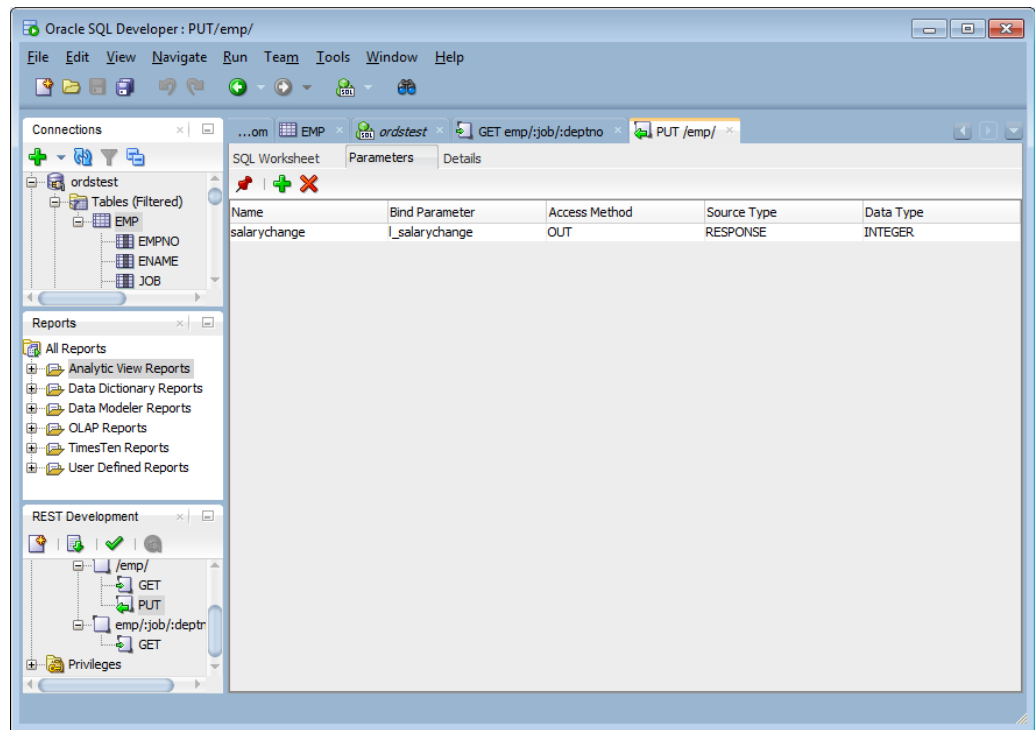 Oracle SQL Developer : PUT/emp/
File Edit View Navigate Run Team Tools Window Help
SQL
Connections
ordstest
Tables (Filtered)
EMP
EMPNO
ENAME
JOB
Reports
All Reports
Analytic View Reports
Data Dictionary Reports
Data Modeler Reports
OLAP Reports
TimesTen Reports
User Defined Reports
REST Development
/emp/
GET
PUT
emp/:job/:deptn
GET
Privileges
...om EMP SQL ordstest GET emp/:job/:deptno PUT /emp/
SQL Worksheet Parameters Details
Name Bind Parameter Access Method Source Type Data Type
salarychange l_salarychange OUT RESPONSE INTEGER